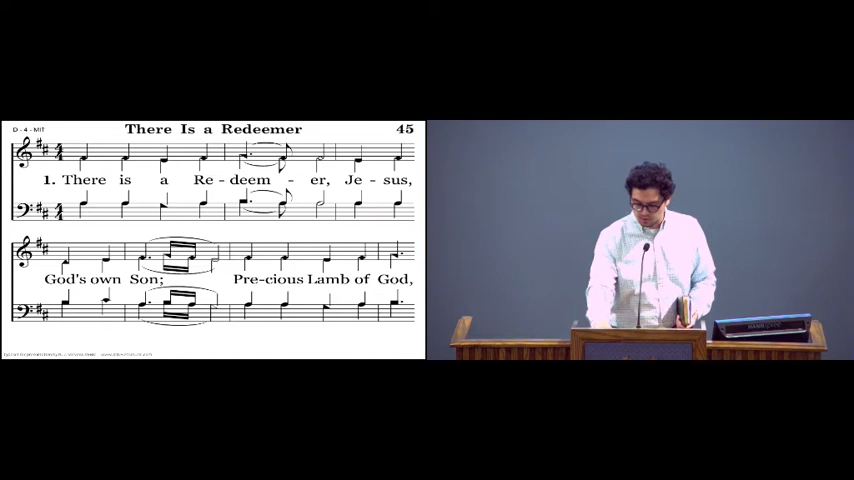 D - 4 - MI
There Is a Redeemer
45
1. There is a Re-deem - er, Je-sus,
God's own Son; Pre-cious Lamb of God,